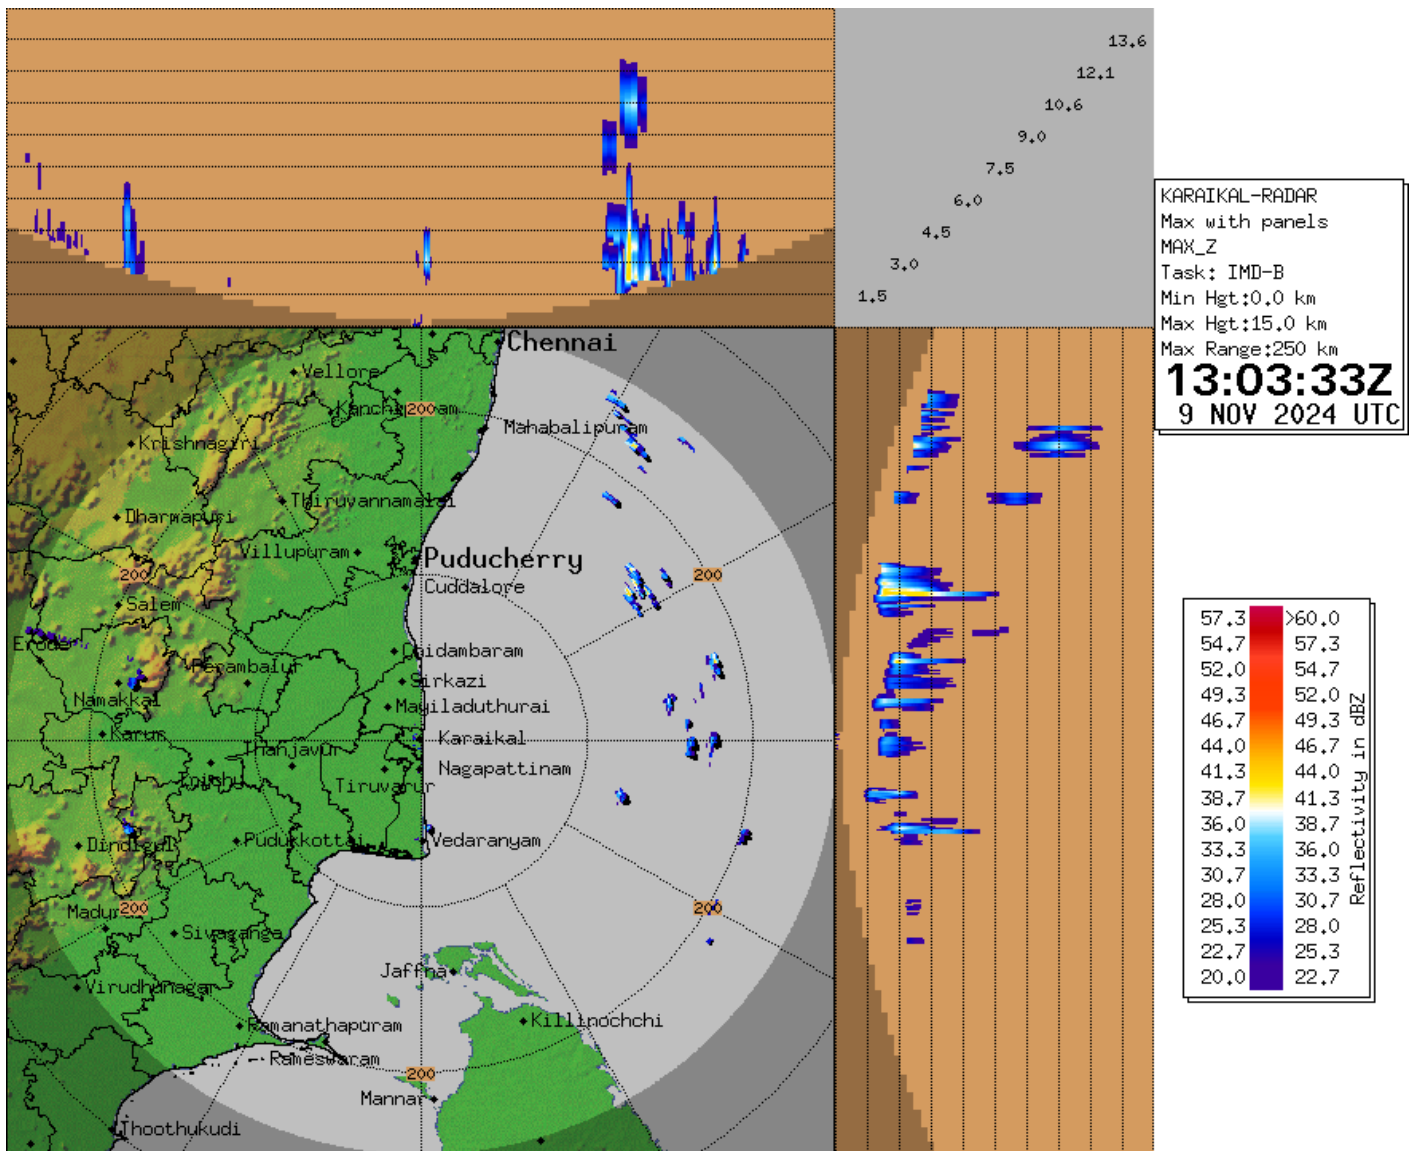 13.6
12.1
10.6
9.0
7.5
6.0
4.5
3.0
1.5
KARAIKAL-RADAR
Max with panels
MAX_Z
Task: IMD-B
Min Hgt:0.0 km
Max Hgt:15.0 km
Max Range:250 km
13:03:33Z
9 NOV 2024 UTC
Chennai
Vellore
200
Mahabalipuram
Krishnagiri
Thiruvannamalai
Dharmapuri
Villupuram
Puducherry
200
200
Cuddalore
Salem
Erode
Chidambaram
Perambalur
Sirkazi
Namakkal
Mayiladuthurai
Karur
Karaikal
Thanjavur
Nagapattinam
Tiruvarur
Dindigul
Pudukkottai
Vedaranyam
200
200
Madurai
Sivaganga
Jaffna
Virudhunagar
Ramanathapuram
Killinochchi
Rameswaram
200
Mannar
Thoothukudi
57.3 >60.0
54.7 57.3
52.0 54.7
49.3 52.0
46.7 49.3
44.0 46.7
41.3 44.0
38.7 41.3
36.0 38.7
33.3 36.0
30.7 33.3
28.0 30.7
25.3 28.0
22.7 25.3
20.0 22.7
Reflectivity in dBZ